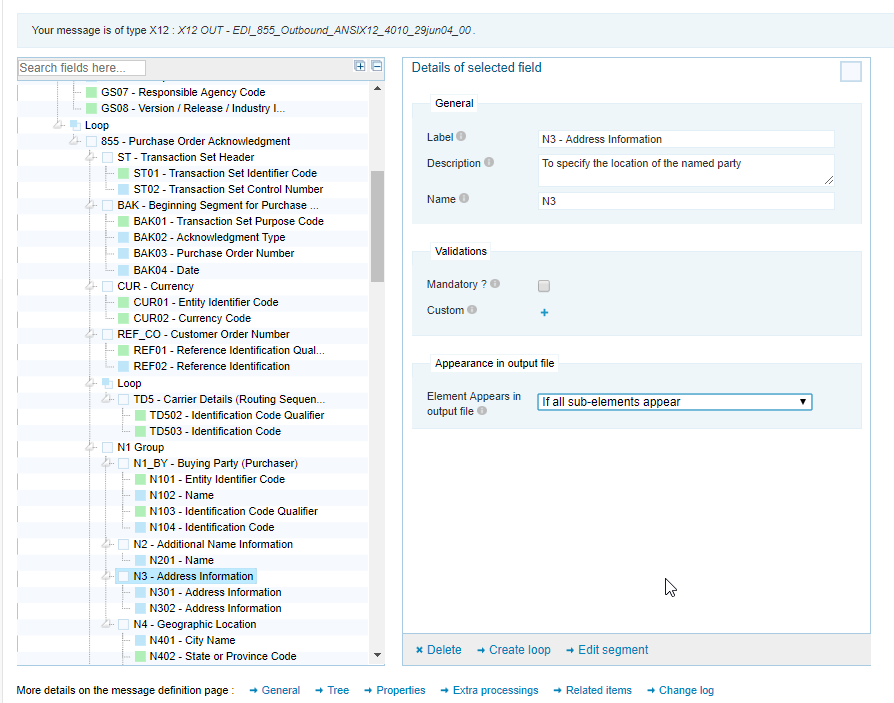 Your message is of type X12 : X12 OUT - EDI_855_Outbound_ANSIX12_4010_29jun04_00 .
Search fields here...
GS07 - Responsible Agency Code
GS08 - Version / Release / Industry I...
Loop
855 - Purchase Order Acknowledgment
ST - Transaction Set Header
ST01 - Transaction Set Identifier Code
ST02 - Transaction Set Control Number
BAK - Beginning Segment for Purchase ...
BAK01 - Transaction Set Purpose Code
BAK02 - Acknowledgment Type
BAK03 - Purchase Order Number
BAK04 - Date
CUR - Currency
CUR01 - Entity Identifier Code
CUR02 - Currency Code
REF_CO - Customer Order Number
REF01 - Reference Identification Qual...
REF02 - Reference Identification
Loop
TD5 - Carrier Details (Routing Sequen...
TD502 - Identification Code Qualifier
TD503 - Identification Code
N1 Group
N1_BY - Buying Party (Purchaser)
N101 - Entity Identifier Code
N102 - Name
N103 - Identification Code Qualifier
N104 - Identification Code
N2 - Additional Name Information
N201 - Name
N3 - Address Information
N301 - Address Information
N302 - Address Information
N4 - Geographic Location
N401 - City Name
N402 - State or Province Code
Details of selected field
General
Label
N3 - Address Information
Description
To specify the location of the named party
Name
N3
Validations
Mandatory ?
Custom
Appearance in output file
Element Appears in
output file
If all sub-elements appear
Delete
Create loop
Edit segment
More details on the message definition page :
General
Tree
Properties
Extra processings
Related items
Change log